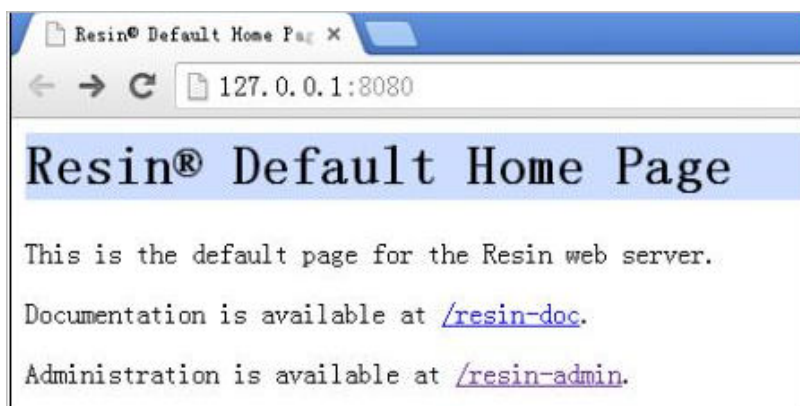 Resin® Default Home Pag
127.0.0.1:8080
Resin® Default Home Page
This is the default page for the Resin web server.
Documentation is available at /resin-doc.
Administration is available at /resin-admin.